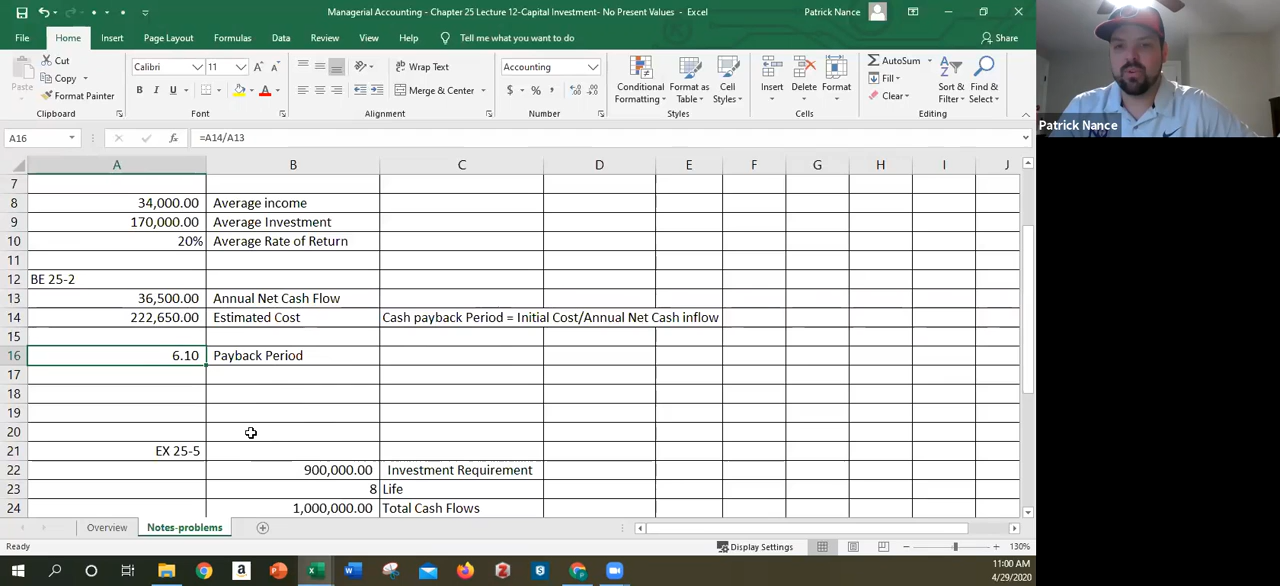 Managerial Accounting - Chapter 25 Lecture 12-Capital Investment- No Present Values - Excel
Patrick Nance
File Home Insert Page Layout Formulas Data Review View Help Tell me what you want to do Share
Paste
Cut
Copy
Format Painter
Clipboard
Calibri 11
B I U
Font
Wrap Text
Merge & Center
Alignment
Accounting
$ % ,
Number
Conditional Formatting
Format as Table
Cell Styles
Styles
Insert Delete Format
Cells
AutoSum
Fill
Clear
Sort & Filter
Find & Select
Editing
Patrick Nance
A16 fx =A14/A13
A B C D E F G H I J
7
8 34,000.00 Average income
9 170,000.00 Average Investment
10 20% Average Rate of Return
11
12 BE 25-2
13 36,500.00 Annual Net Cash Flow
14 222,650.00 Estimated Cost Cash payback Period = Initial Cost/Annual Net Cash inflow
15
16 6.10 Payback Period
17
18
19
20
21 EX 25-5
22 900,000.00 Investment Requirement
23 8 Life
24 1,000,000.00 Total Cash Flows
Overview Notes-problems
Ready Display Settings 130%
11:00 AM
4/29/2020